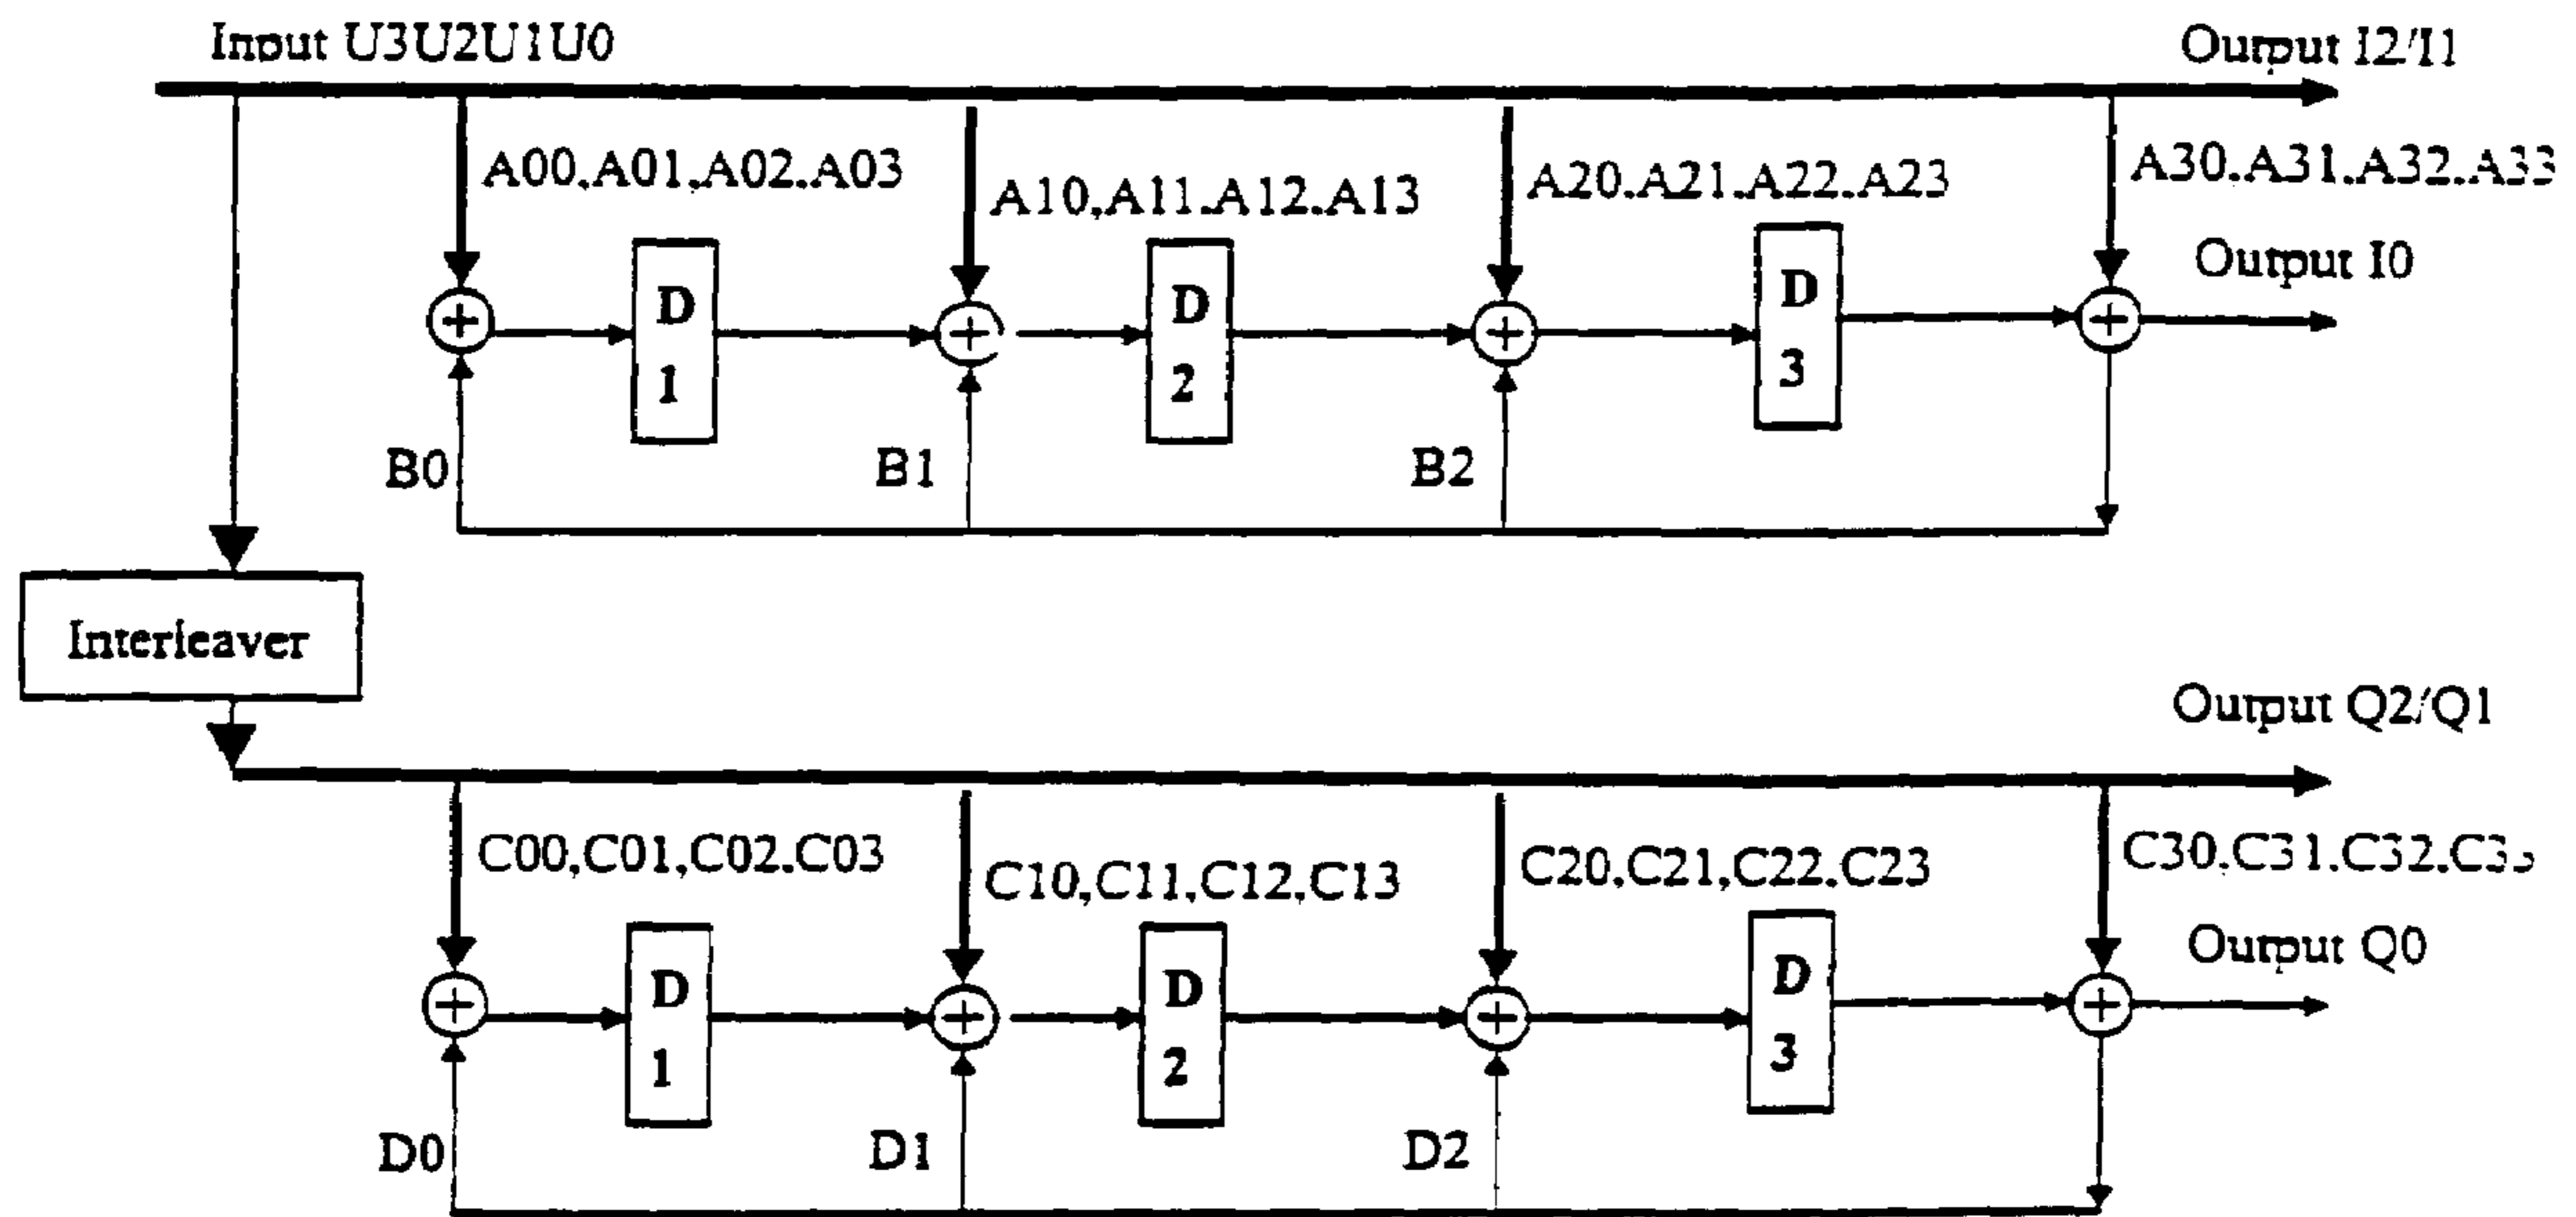 Input U3U2U1U0
Output I2/I1
A00,A01,A02.A03
A10,A11.A12.A13
A20.A21.A22.A23
A30.A31.A32.A33
Output I0
D
1
D
2
D
3
B0
B1
B2
Interleaver
Output Q2/Q1
C00,C01,C02.C03
C10,C11,C12,C13
C20,C21,C22.C23
C30.C31.C32.C33
Output Q0
D
1
D
2
D
3
D0
D1
D2